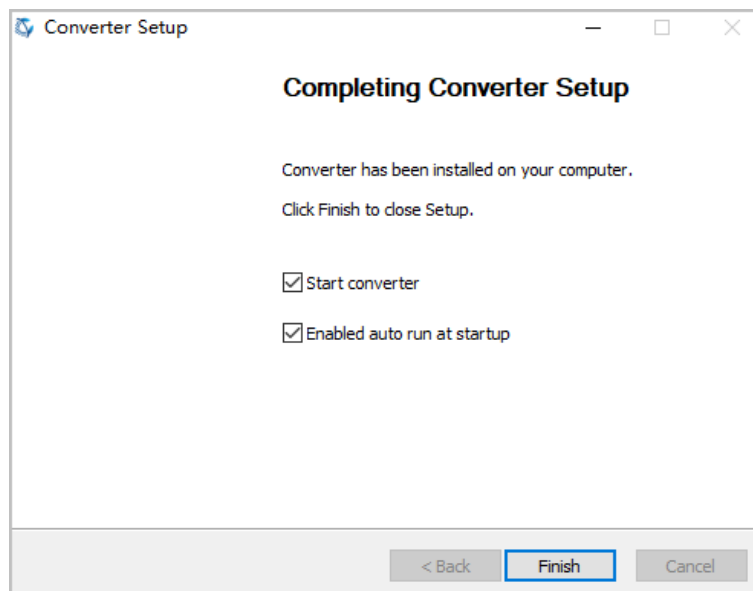 Converter Setup
Completing Converter Setup
Converter has been installed on your computer.
Click Finish to close Setup.
Start converter
Enabled auto run at startup
< Back Finish Cancel